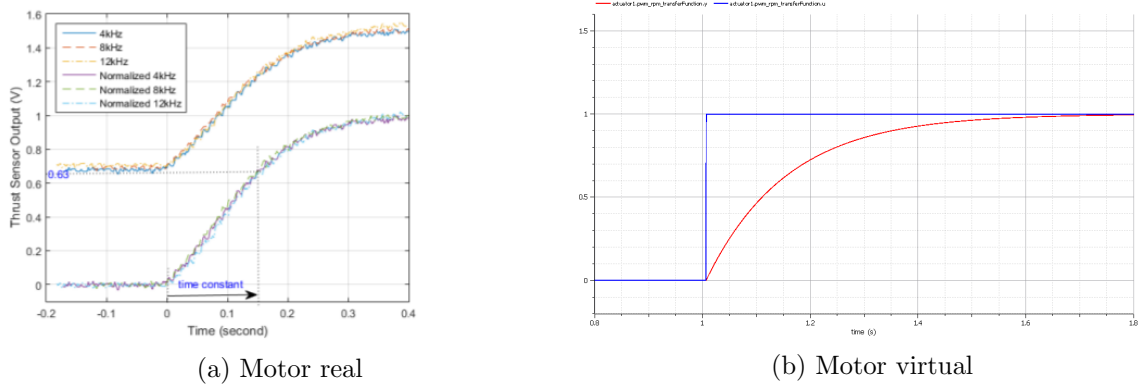 4kHz
8kHz
12kHz
Normalized 4kHz
Normalized 8kHz
Normalized 12kHz
1.6
1.4
1.2
1
0.8
0.6
0.4
0.2
0
0.63
Thrust Sensor Output (V)
time constant
-0.2
-0.1
0
0.1
0.2
0.3
0.4
Time (second)
(a) Motor real
actuator1.pwm_rpm_transferFunction.y
actuator1.pwm_rpm_transferFunction.u
1.5
1
0.5
0
0.8
1
1.2
1.4
1.6
1.8
time (s)
(b) Motor virtual